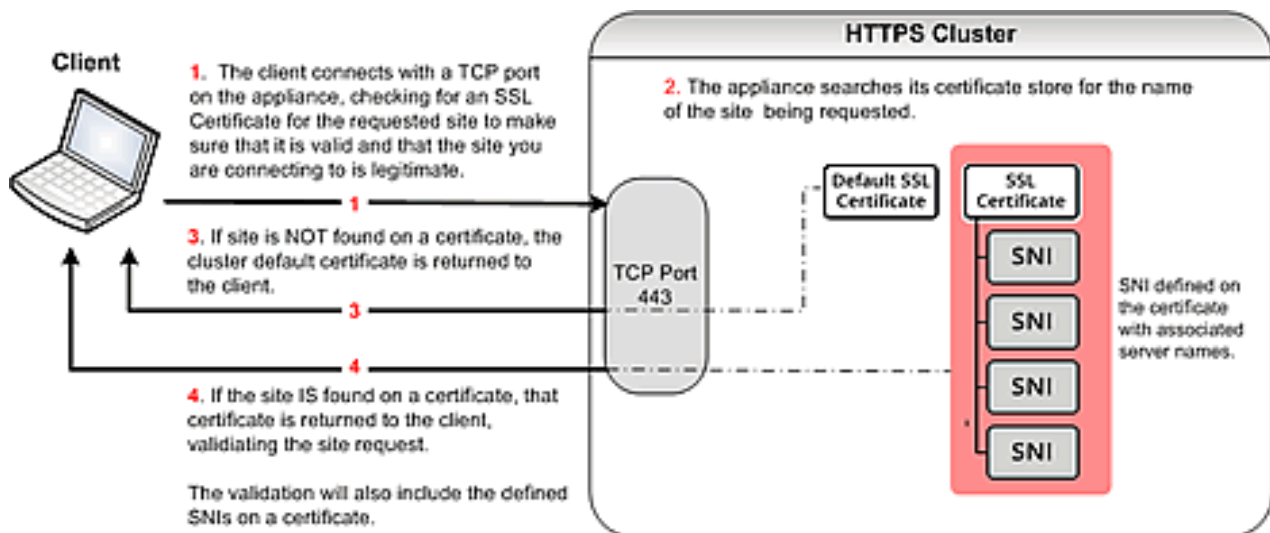 HTTPS Cluster
Client
1. The client connects with a TCP port
on the appliance, checking for an SSL
Certificate for the requested site to make
sure that it is valid and that the site you
are connecting to is legitimate.
2. The appliance searches its certificate store for the name
of the site being requested.
Default SSL
Certificate
SSL
Certificate
1
3. If site is NOT found on a certificate, the
cluster default certificate is returned to
the client.
TCP Port
443
SNI
SNI
SNI
SNI
SNI defined on
the certificate
with associated
server names.
3
4
4. If the site IS found on a certificate, that
certificate is returned to the client,
validiating the site request.
The validation will also include the defined
SNIs on a certificate.